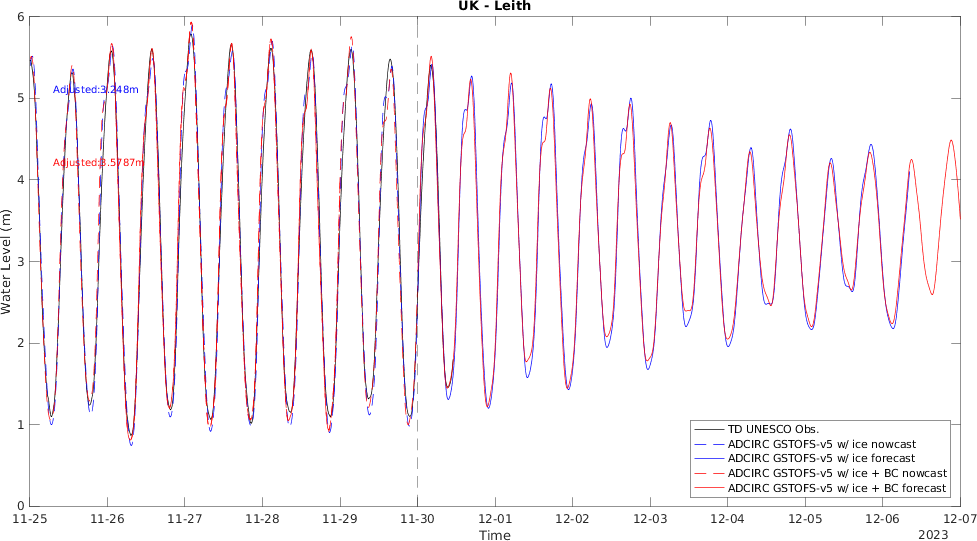 UK - Leith
6
5
4
3
2
1
0
Water Level (m)
Adjusted:3.248m
Adjusted:3.5787m
TD UNESCO Obs.
ADCIRC GSTOFS-v5 w/ ice nowcast
ADCIRC GSTOFS-v5 w/ ice forecast
ADCIRC GSTOFS-v5 w/ ice + BC nowcast
ADCIRC GSTOFS-v5 w/ ice + BC forecast
11-25 11-26 11-27 11-28 11-29 11-30 12-01 12-02 12-03 12-04 12-05 12-06 12-07
Time
2023